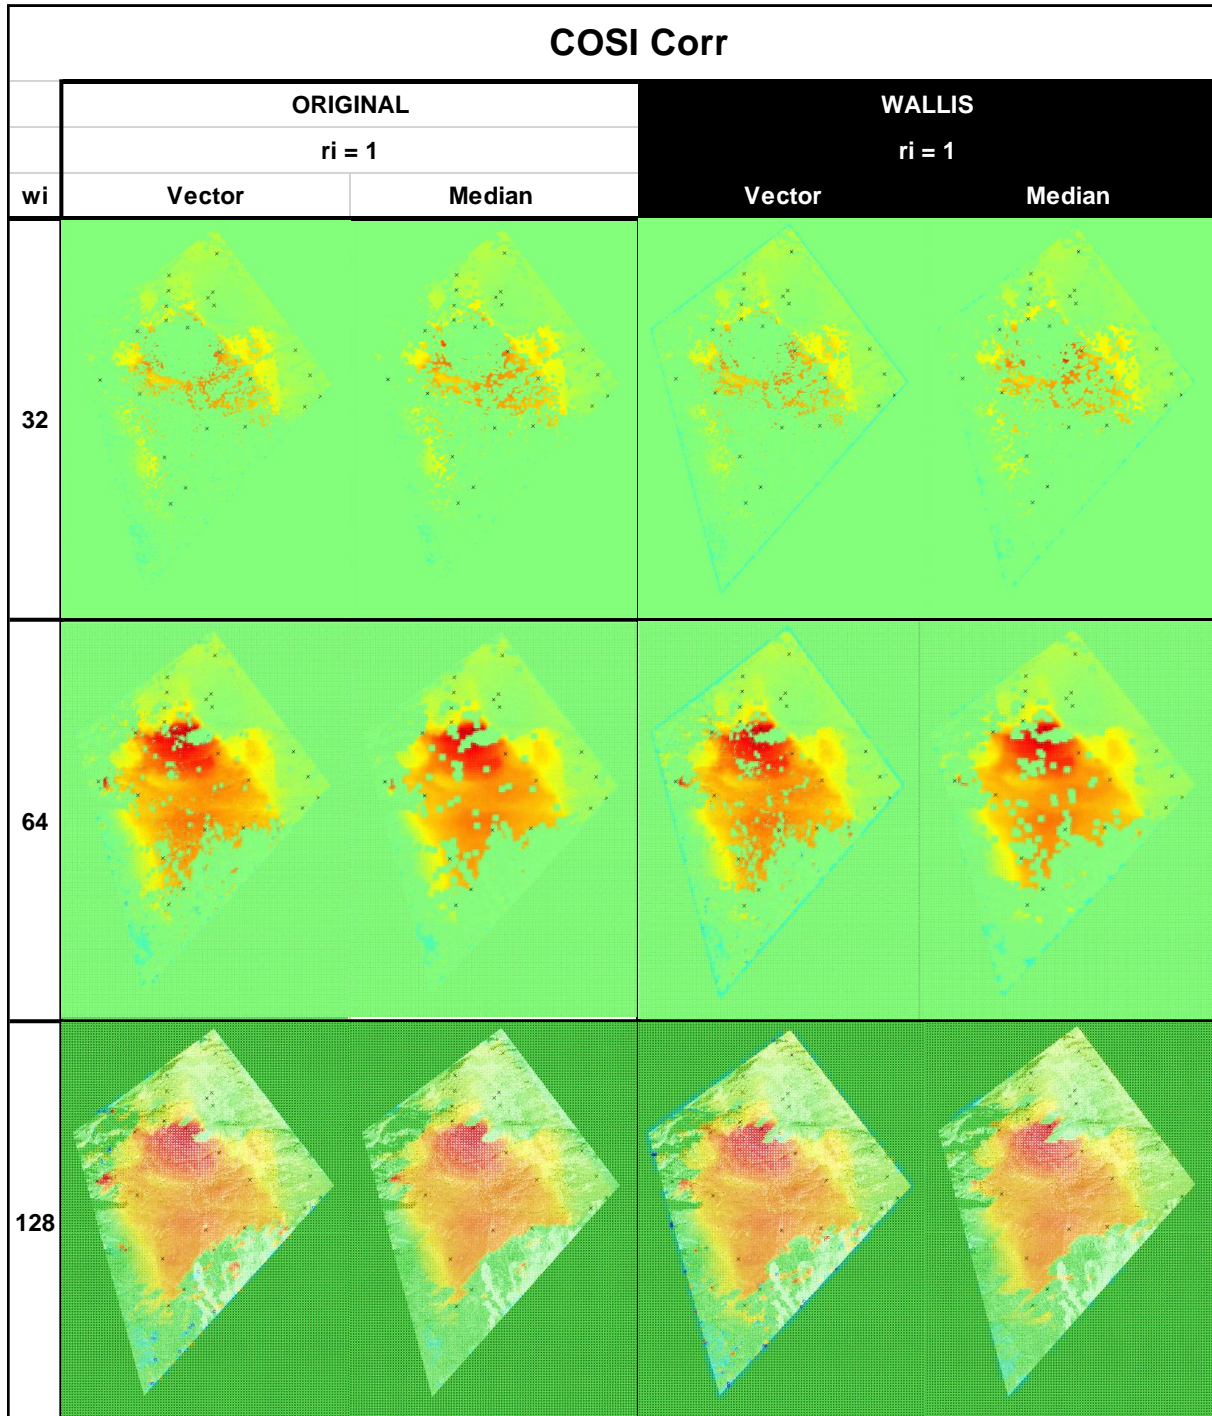 COSI Corr
ORIGINAL WALLIS
ri = 1 ri = 1
wi Vector Median Vector Median
32
64
128